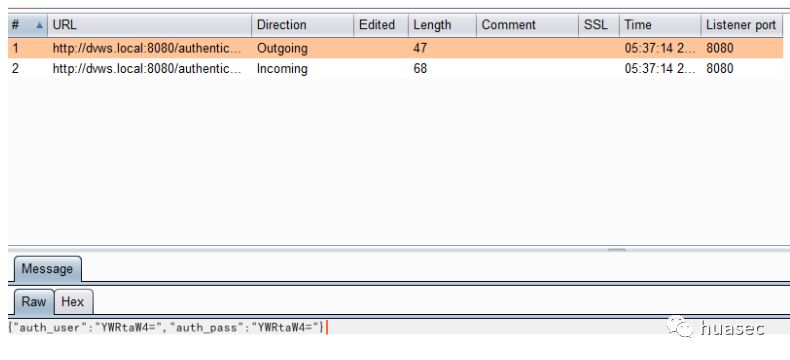 # URL Direction Edited Length Comment SSL Time Listener port
1 http://dvws.local:8080/authentic... Outgoing 47 05:37:14 2... 8080
2 http://dvws.local:8080/authentic... Incoming 68 05:37:14 2... 8080
Message
Raw Hex
{"auth_user":"YWRtaW4=","auth_pass":"YWRtaW4="}
huasec